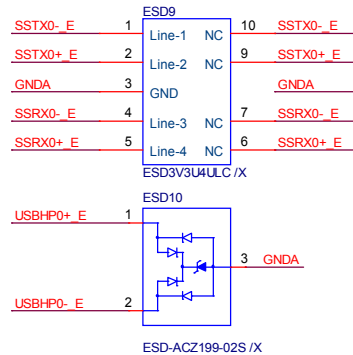 ESD9
SSTX0-_E 1 Line-1 NC 10 SSTX0-_E
SSTX0+_E 2 Line-2 NC 9 SSTX0+_E
GNDA 3 GND GNDA
SSRX0-_E 4 Line-3 NC 7 SSRX0-_E
SSRX0+_E 5 Line-4 NC 6 SSRX0+_E
ESD3V3U4ULC /X
ESD10
USBHP0+_E 1
3 GNDA
USBHP0-_E 2
ESD-ACZ199-02S /X